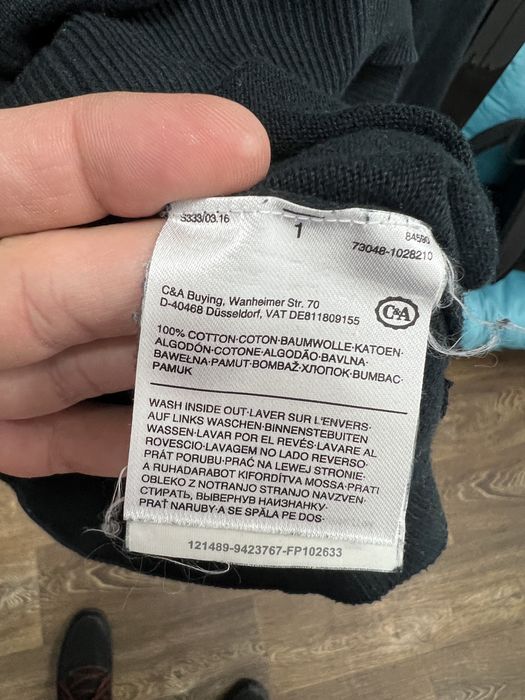 S333/03.16
1
84590
73048-1028210
C&A Buying, Wanheimer Str. 70
D-40468 Düsseldorf, VAT DE811809155
C&A
100% COTTON·COTON·BAUMWOLLE·KATOEN·
ALGODÓN·COTONE·ALGODÃO·BAVLNA·
BAWEŁNA·PAMUT·BOMBAŽ·ХЛОПОК·BUMBAC·
PAMUK
WASH INSIDE OUT·LAVER SUR L'ENVERS·
AUF LINKS WASCHEN·BINNENSTEBUITEN
WASSEN·LAVAR POR EL REVÉS·LAVARE AL
ROVESCIO·LAVAGEM NO LADO REVERSO·
PRÁT PORUBU·PRAĆ NA LEWEJ STRONIE·
A RUHADARABOT KIFORDÍTVA MOSSA·PRATI
OBLEKO Z NOTRANJO STRANJO NAVZVEN·
СТИРАТЬ, ВЫВЕРНУВ НАИЗНАНКУ·
PRAŤ NARUBY·A SE SPĂLA PE DOS·
121489-9423767-FP102633